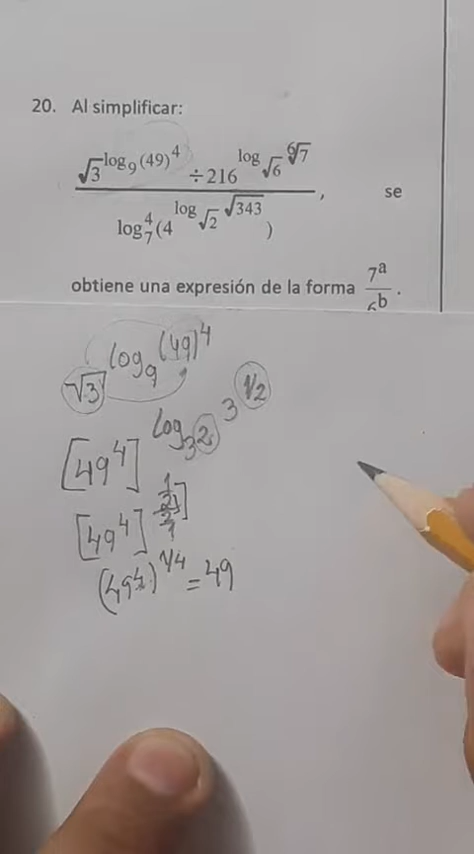 20. Al simplificar:
√3^log₉(49)⁴ ÷ 216^log_√6 ⁶√7
log₇⁴(4^log_√2 √343)
, se
obtiene una expresión de la forma 7^a/6^b.
√3^log₉(49)⁴
[49⁴]^log_3² 3^1/2
[49⁴]
(49⁴)^1/4 = 49